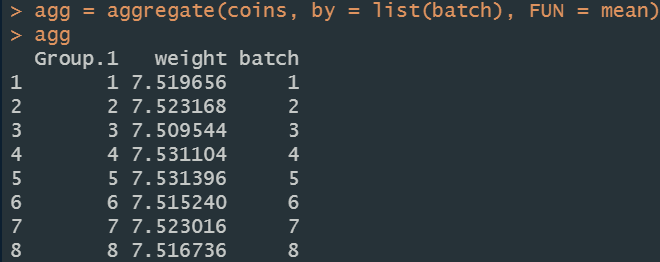 > agg = aggregate(coins, by = list(batch), FUN = mean)
> agg
  Group.1   weight batch
1       1 7.519656     1
2       2 7.523168     2
3       3 7.509544     3
4       4 7.531104     4
5       5 7.531396     5
6       6 7.515240     6
7       7 7.523016     7
8       8 7.516736     8